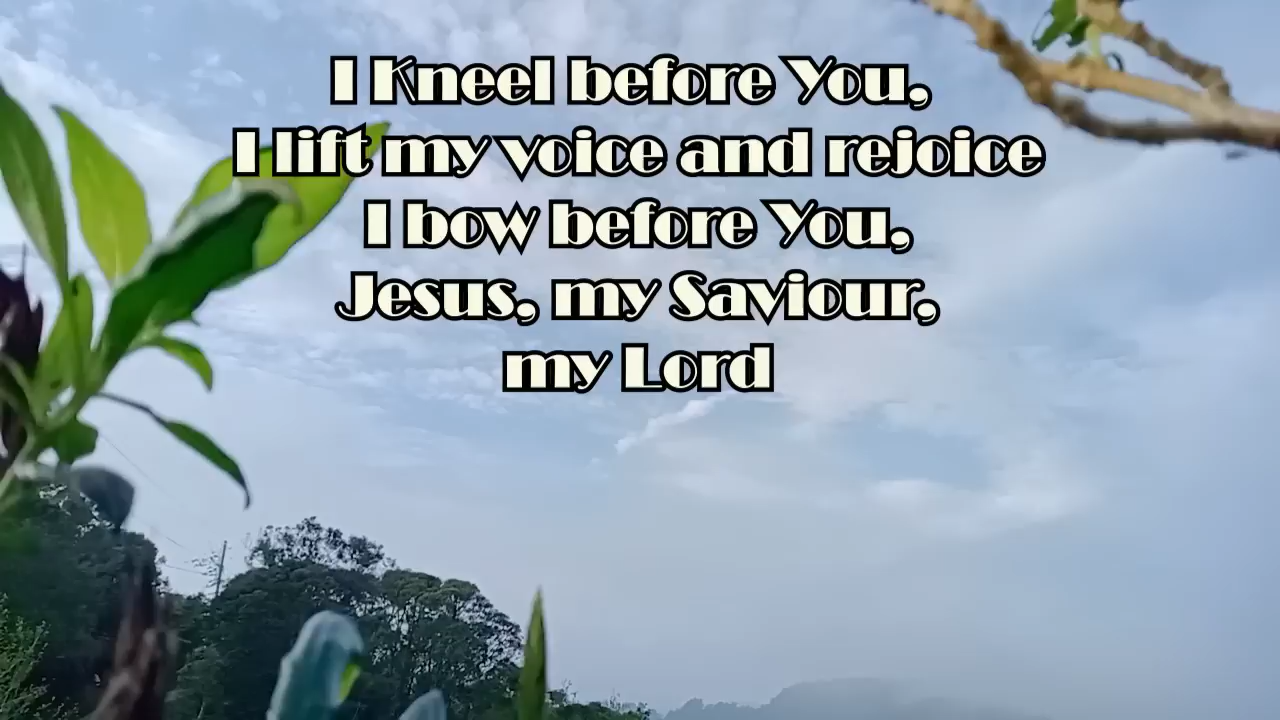 I Kneel before You,
I lift my voice and rejoice
I bow before You,
Jesus, my Saviour,
my Lord